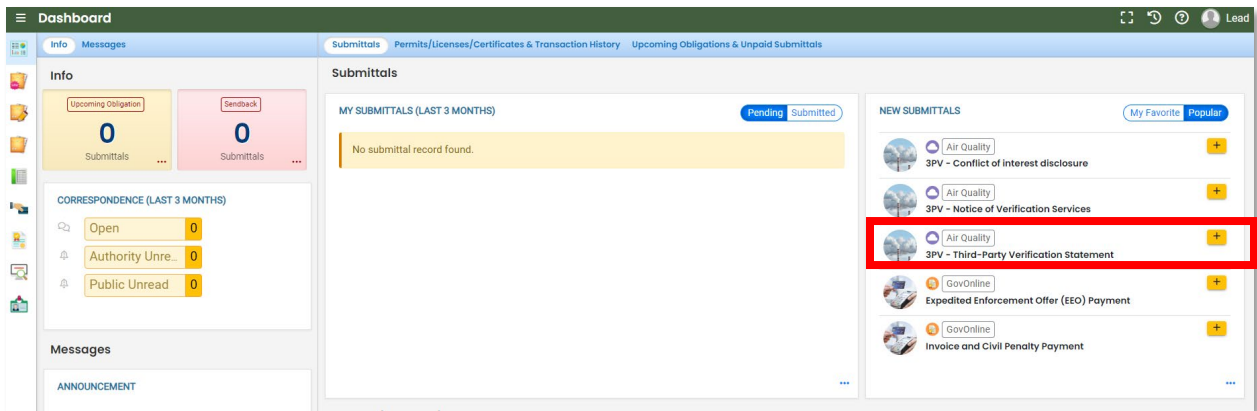 Dashboard
Lead
Info Messages
Submittals Permits/Licenses/Certificates & Transaction History Upcoming Obligations & Unpaid Submittals
Info
Upcoming Obligation
0
Submittals
Sendback
0
Submittals
CORRESPONDENCE (LAST 3 MONTHS)
Open 0
Authority Unre... 0
Public Unread 0
Messages
ANNOUNCEMENT
Submittals
MY SUBMITTALS (LAST 3 MONTHS)
Pending Submitted
No submittal record found.
NEW SUBMITTALS
My Favorite Popular
Air Quality
3PV - Conflict of interest disclosure
Air Quality
3PV - Notice of Verification Services
Air Quality
3PV - Third-Party Verification Statement
GovOnline
Expedited Enforcement Offer (EEO) Payment
GovOnline
Invoice and Civil Penalty Payment